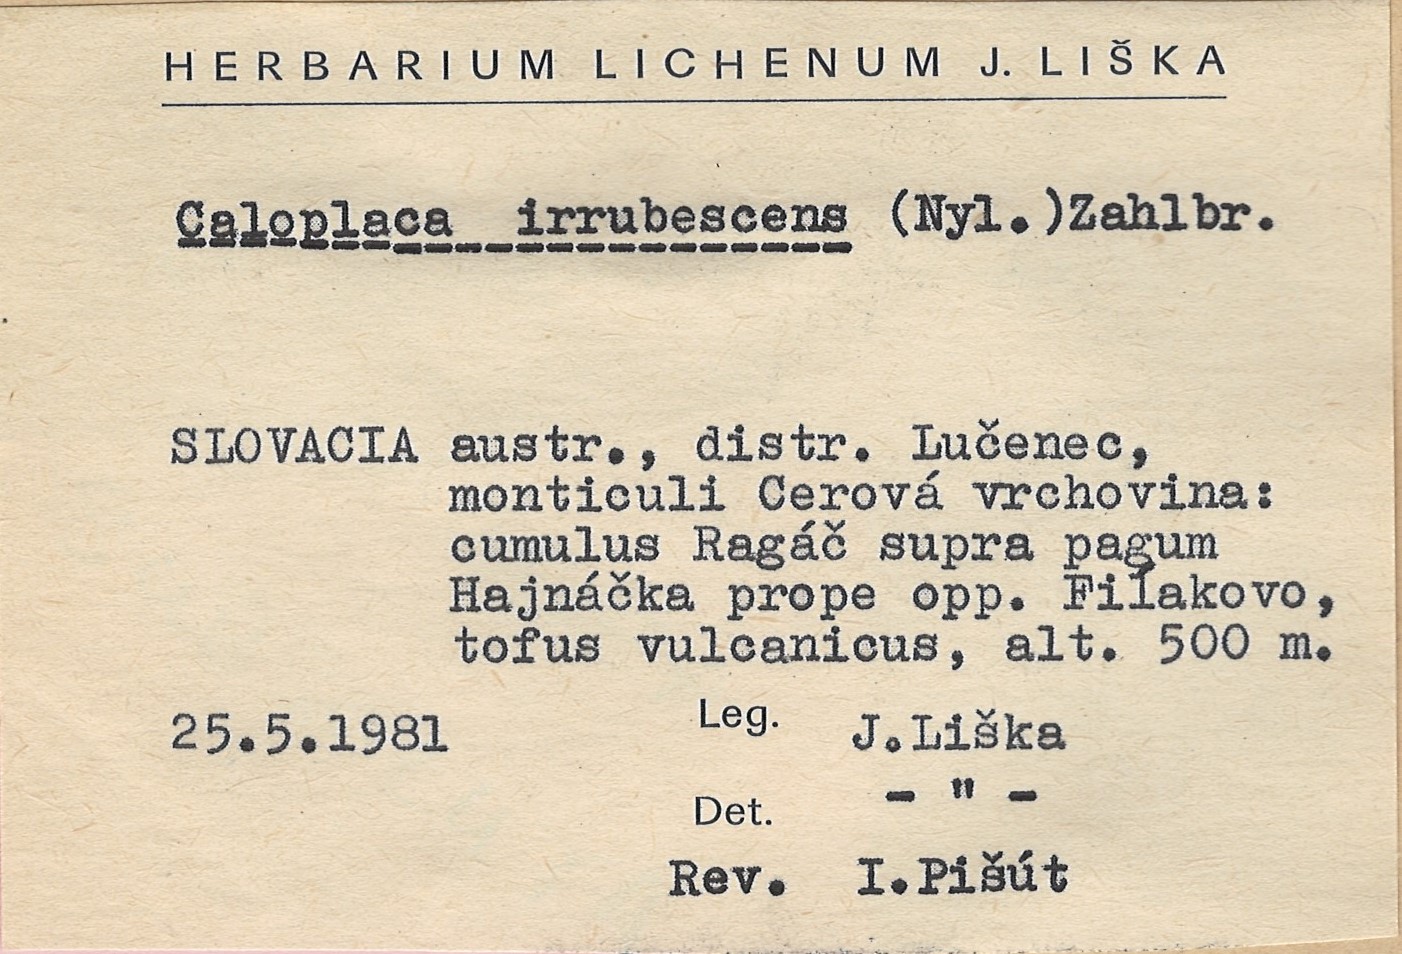 HERBARIUM LICHENUM J. LIŠKA
Caloplaca irrubescens (Nyl.)Zahlbr.
SLOVACIA austr., distr. Lučenec,
monticuli Cerová vrchovina:
cumulus Ragáč supra pagum
Hajnáčka prope opp. Fiľakovo,
tofus vulcanicus, alt. 500 m.
25.5.1981 Leg. J.Liška
Det. - " -
Rev. I.Pišút